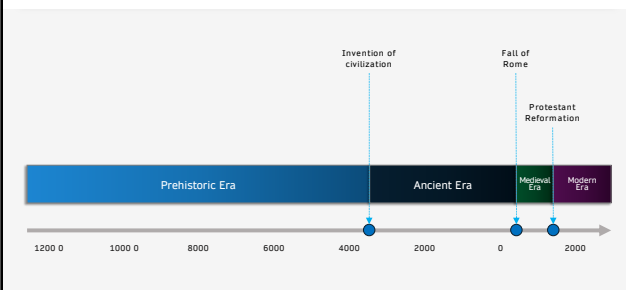 Invention of
civilization
Fall of
Rome
Protestant
Reformation
Prehistoric Era
Ancient Era
Medieval
Era
Modern
Era
1200 0 1000 0 8000 6000 4000 2000 0 2000